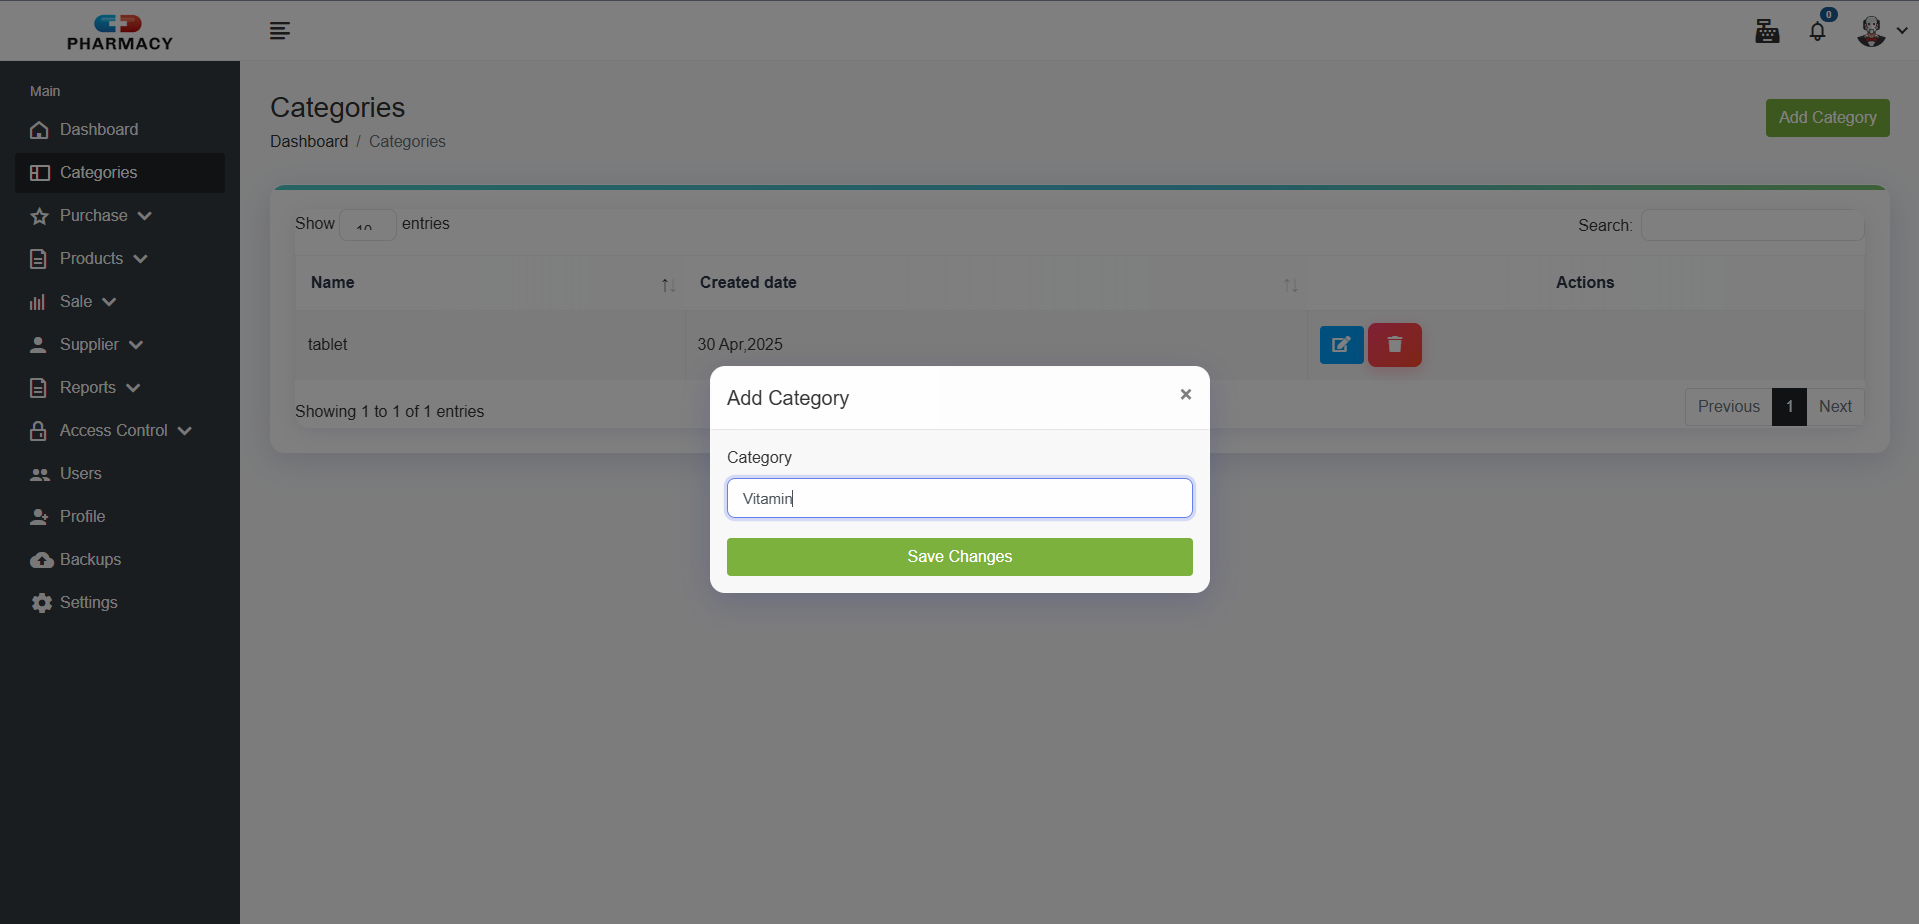 PHARMACY
0
Main
Dashboard
Categories
Purchase
Products
Sale
Supplier
Reports
Access Control
Users
Profile
Backups
Settings
Categories
Dashboard / Categories
Add Category
Show 10 entries
Search:
Name Created date Actions
tablet 30 Apr,2025
Showing 1 to 1 of 1 entries
Previous 1 Next
Add Category
×
Category
Vitamin
Save Changes